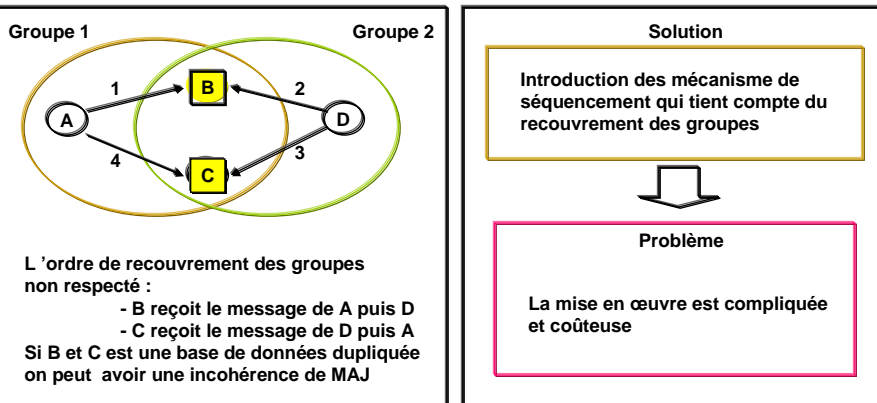 Groupe 1
Groupe 2
1
B
2
A
D
4
3
C
L ’ordre de recouvrement des groupes
non respecté :
- B reçoit le message de A puis D
- C reçoit le message de D puis A
Si B et C est une base de données dupliquée
on peut avoir une incohérence de MAJ
Solution
Introduction des mécanisme de
séquencement qui tient compte du
recouvrement des groupes
Problème
La mise en œuvre est compliquée
et coûteuse